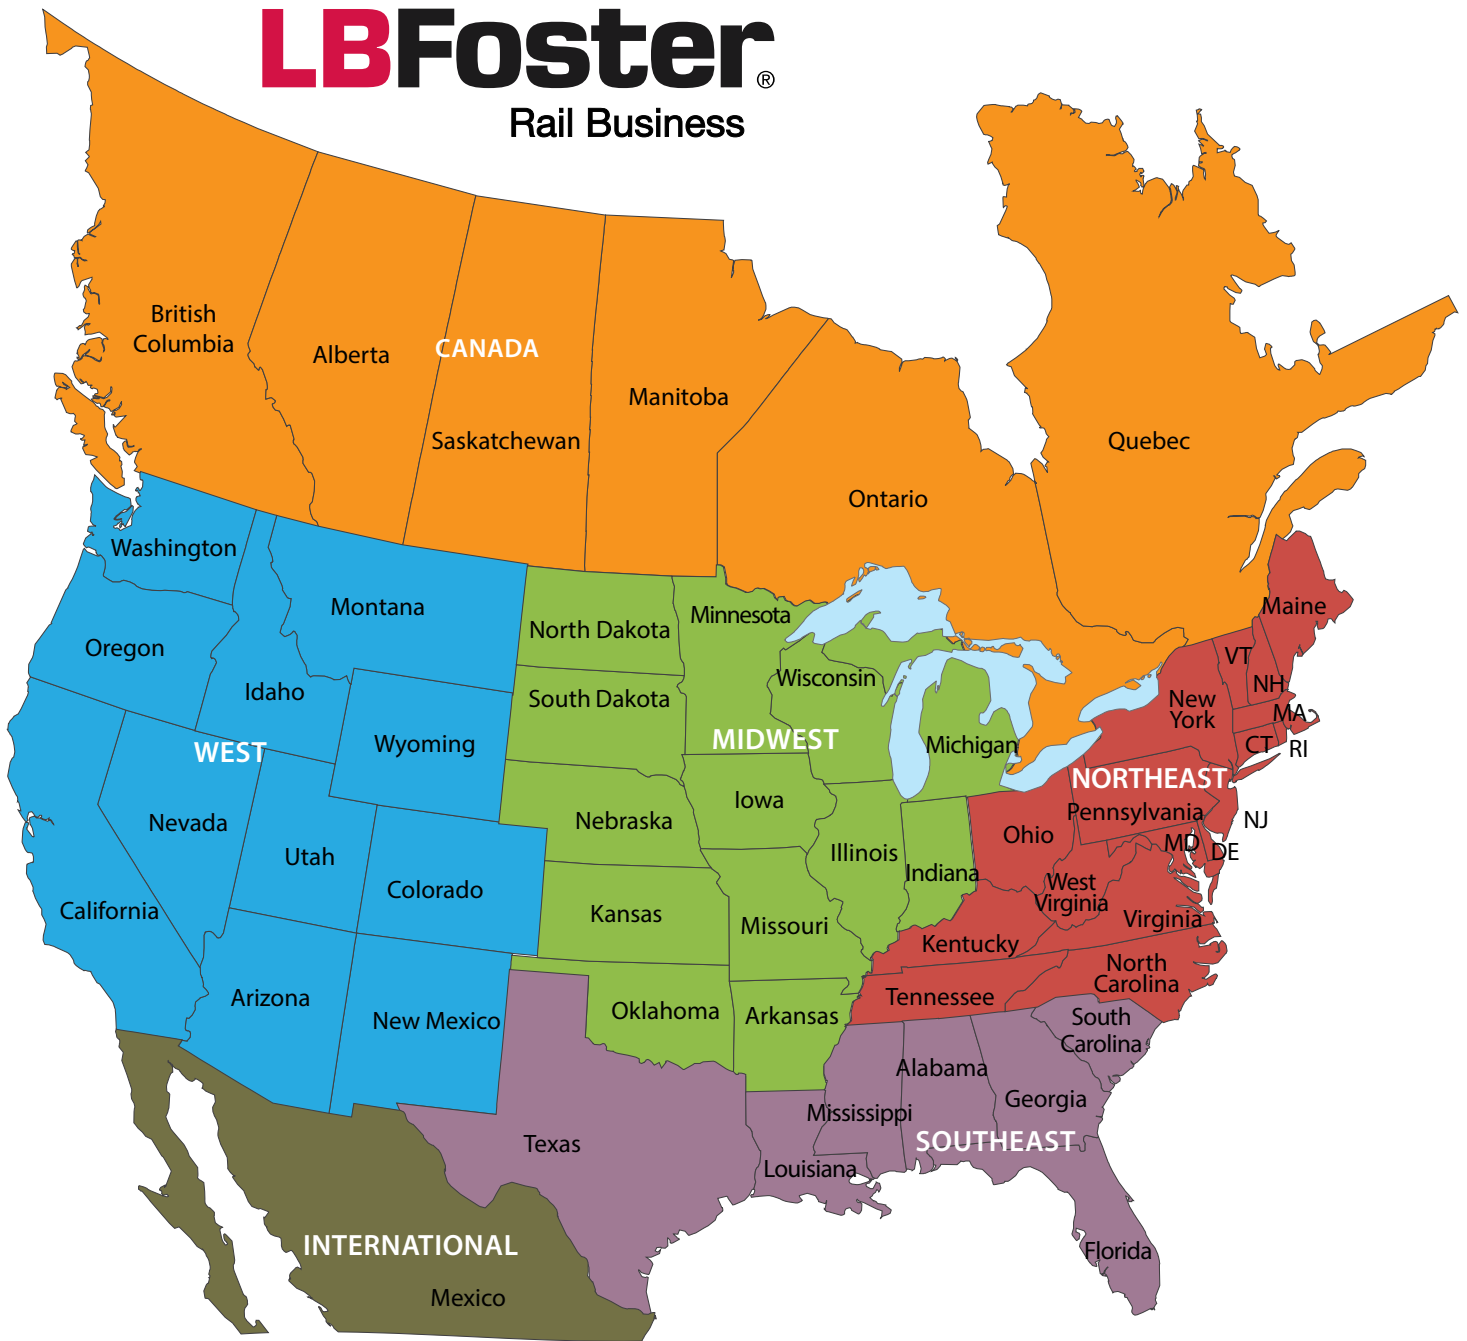 LBFoster®
Rail Business
British
Columbia
Alberta
CANADA
Saskatchewan
Manitoba
Ontario
Quebec
Washington
Oregon
Idaho
Montana
Wyoming
WEST
Nevada
Utah
Colorado
California
Arizona
New Mexico
North Dakota
South Dakota
Minnesota
Wisconsin
MIDWEST
Michigan
Nebraska
Iowa
Illinois
Indiana
Kansas
Missouri
Oklahoma
Arkansas
Maine
VT
NH
New
York
MA
CT
RI
NORTHEAST
Pennsylvania
NJ
Ohio
MD
DE
West
Virginia
Virginia
Kentucky
North
Carolina
Tennessee
South
Carolina
Alabama
Georgia
Mississippi
SOUTHEAST
Texas
Louisiana
Florida
INTERNATIONAL
Mexico